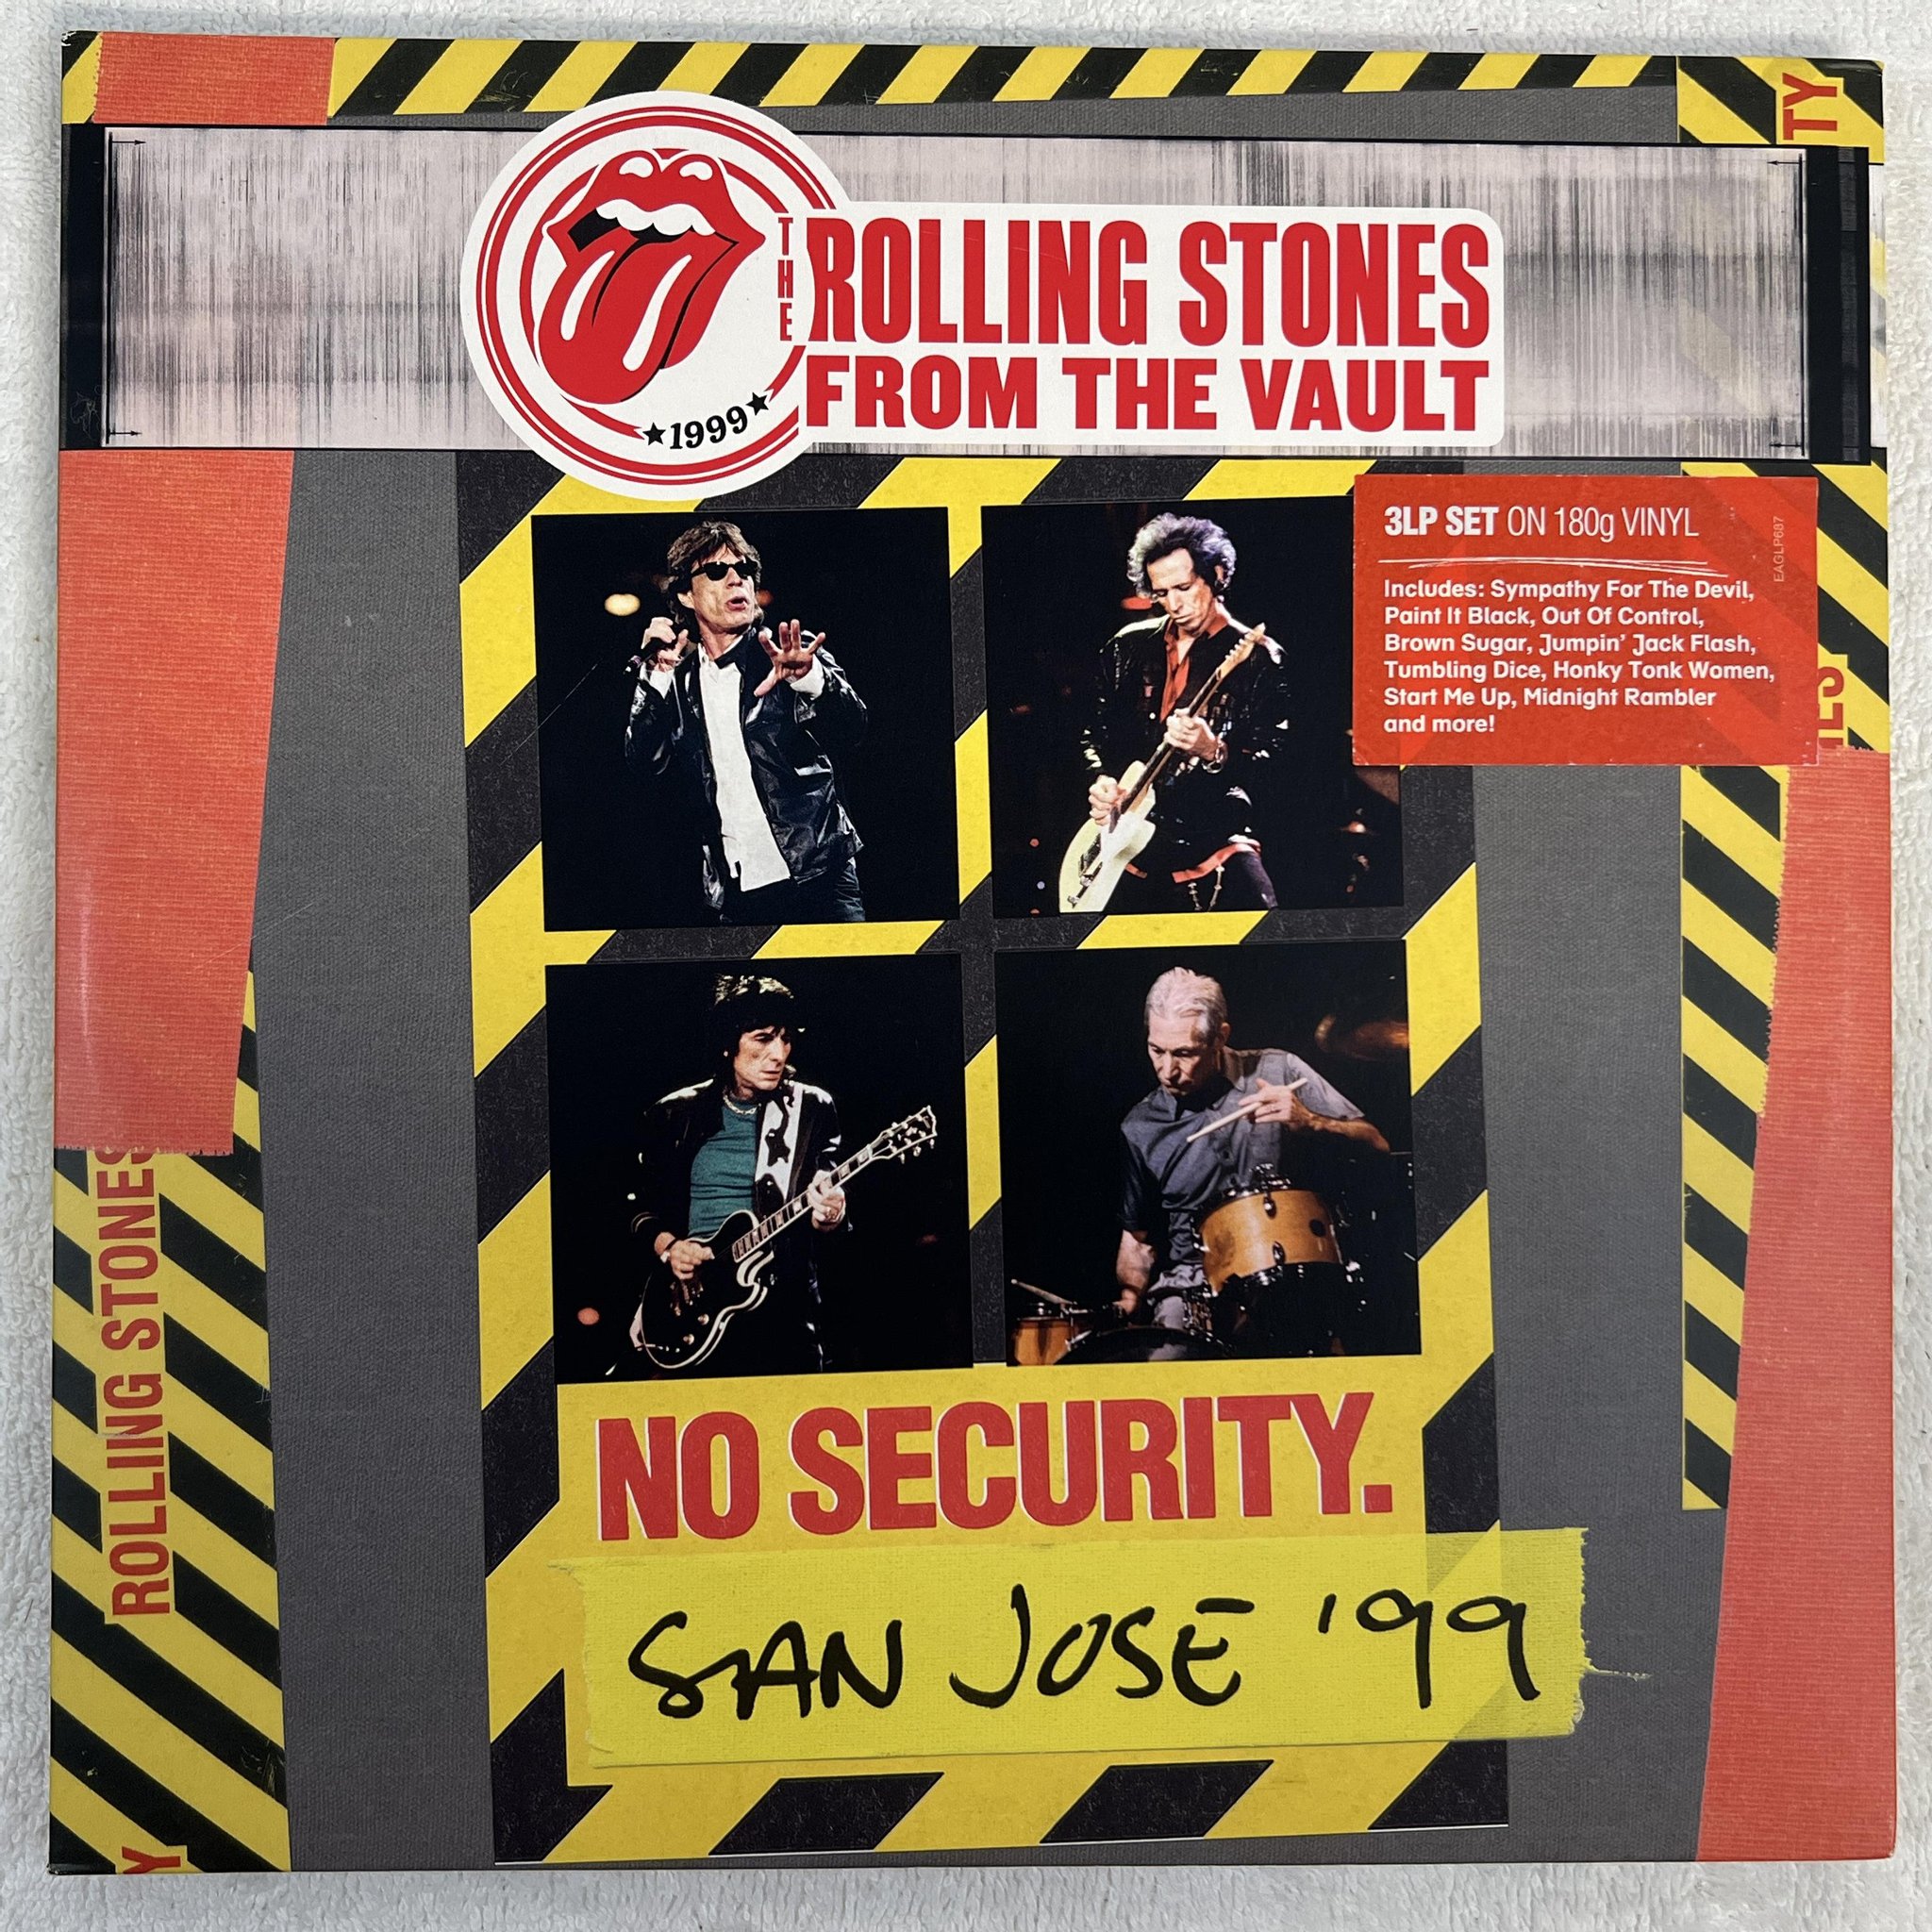 TY
THE
ROLLING STONES
FROM THE VAULT
★1999★
3LP SET ON 180g VINYL
EAGLP687
Includes: Sympathy For The Devil,
Paint It Black, Out Of Control,
Brown Sugar, Jumpin' Jack Flash,
Tumbling Dice, Honky Tonk Women,
Start Me Up, Midnight Rambler
and more!
ROLLING STONES
NO SECURITY.
SAN JOSE '99
Y